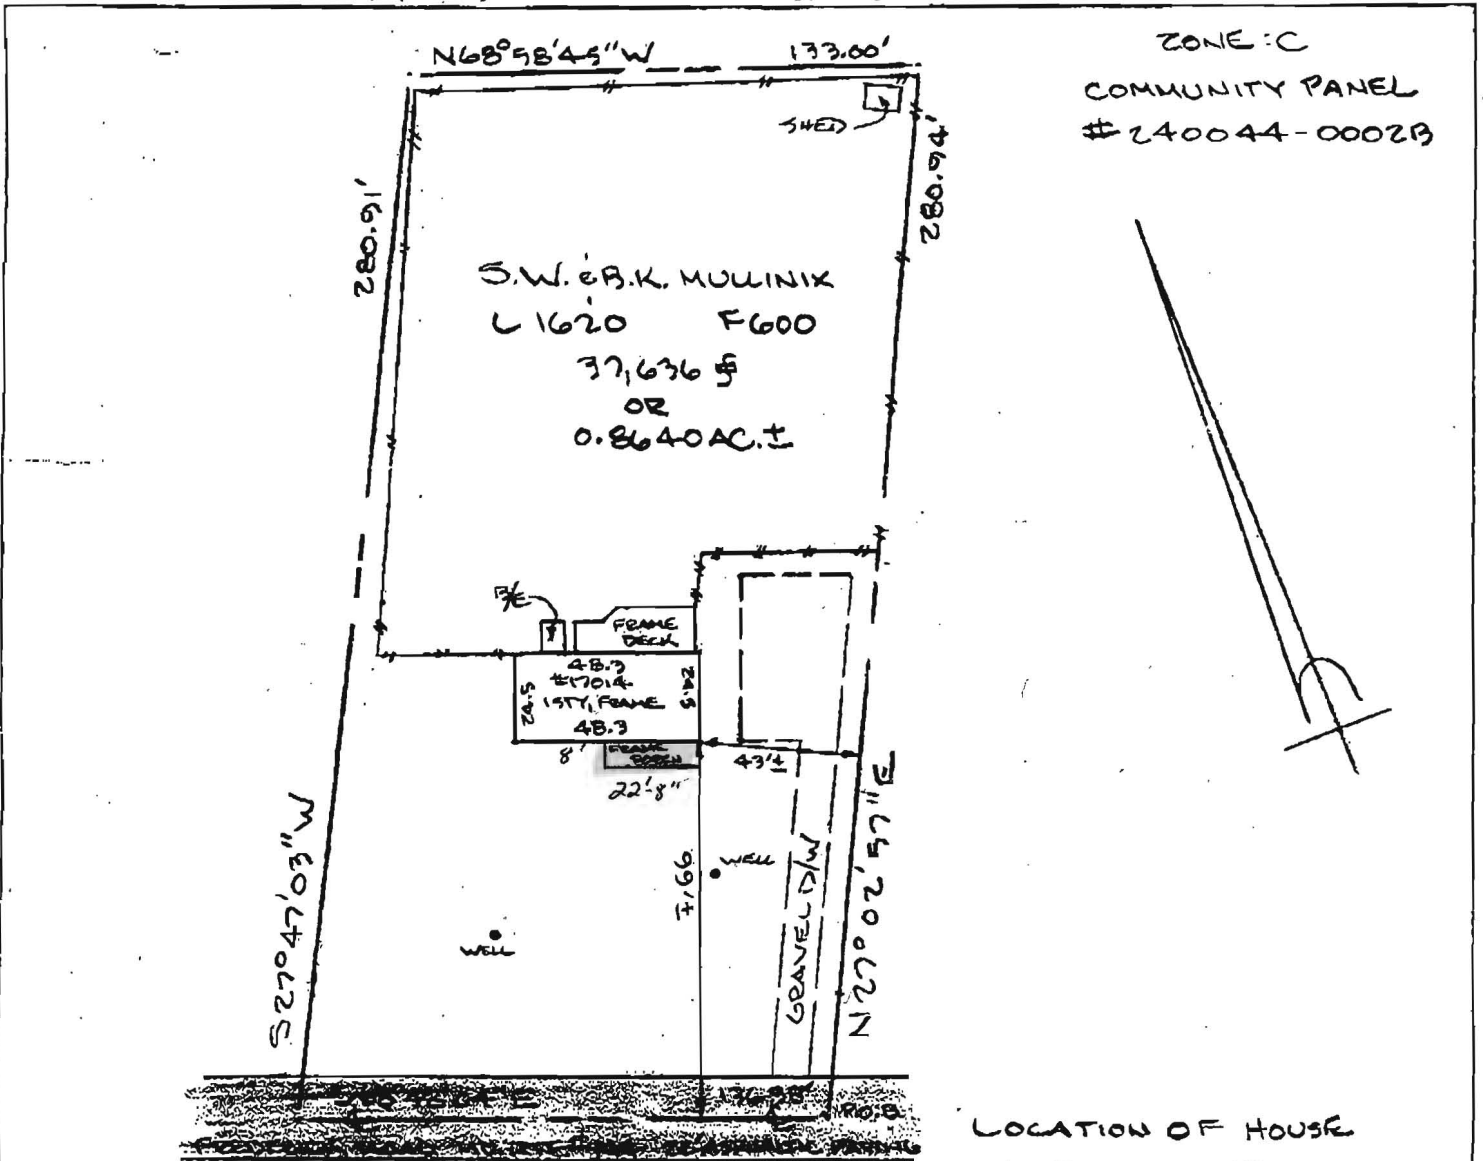 N68°58'45"W 133.00'
ZONE:C
COMMUNITY PANEL
# 240044-0002B
SHED
280.91'
280.94'
S.W. & B.K. MULLINIX
L 1620 F600
37,636 SF
OR
0.8640 AC.±
B/E
FRAME
DECK
48.3
#17014
24.5
24.5
1 STY, FRAME
48.3
8'
FRAME
PORCH
43'±
22'-8"
99'±
WELL
WELL
GRAVEL D/W
S27°47'03"W
N27°02'57"E
136.98'
P.O.B.
LOCATION OF HOUSE